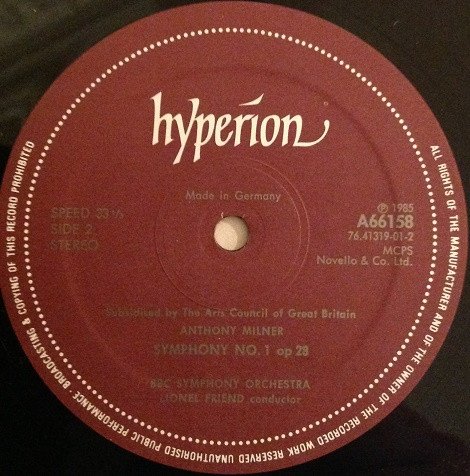 hyperion
Made in Germany
SPEED 33⅓
SIDE 2
STEREO
℗ 1985
A66158
76.41319-01-2
MCPS
Novello & Co. Ltd.
Subsidised by The Arts Council of Great Britain
ANTHONY MILNER
SYMPHONY NO. 1 op 28
BBC SYMPHONY ORCHESTRA
LIONEL FRIEND conductor
ALL RIGHTS OF THE MANUFACTURER AND OF THE OWNER OF THE RECORDED WORK RESERVED UNAUTHORISED PUBLIC PERFORMANCE BROADCASTING & COPYING OF THIS RECORD PROHIBITED